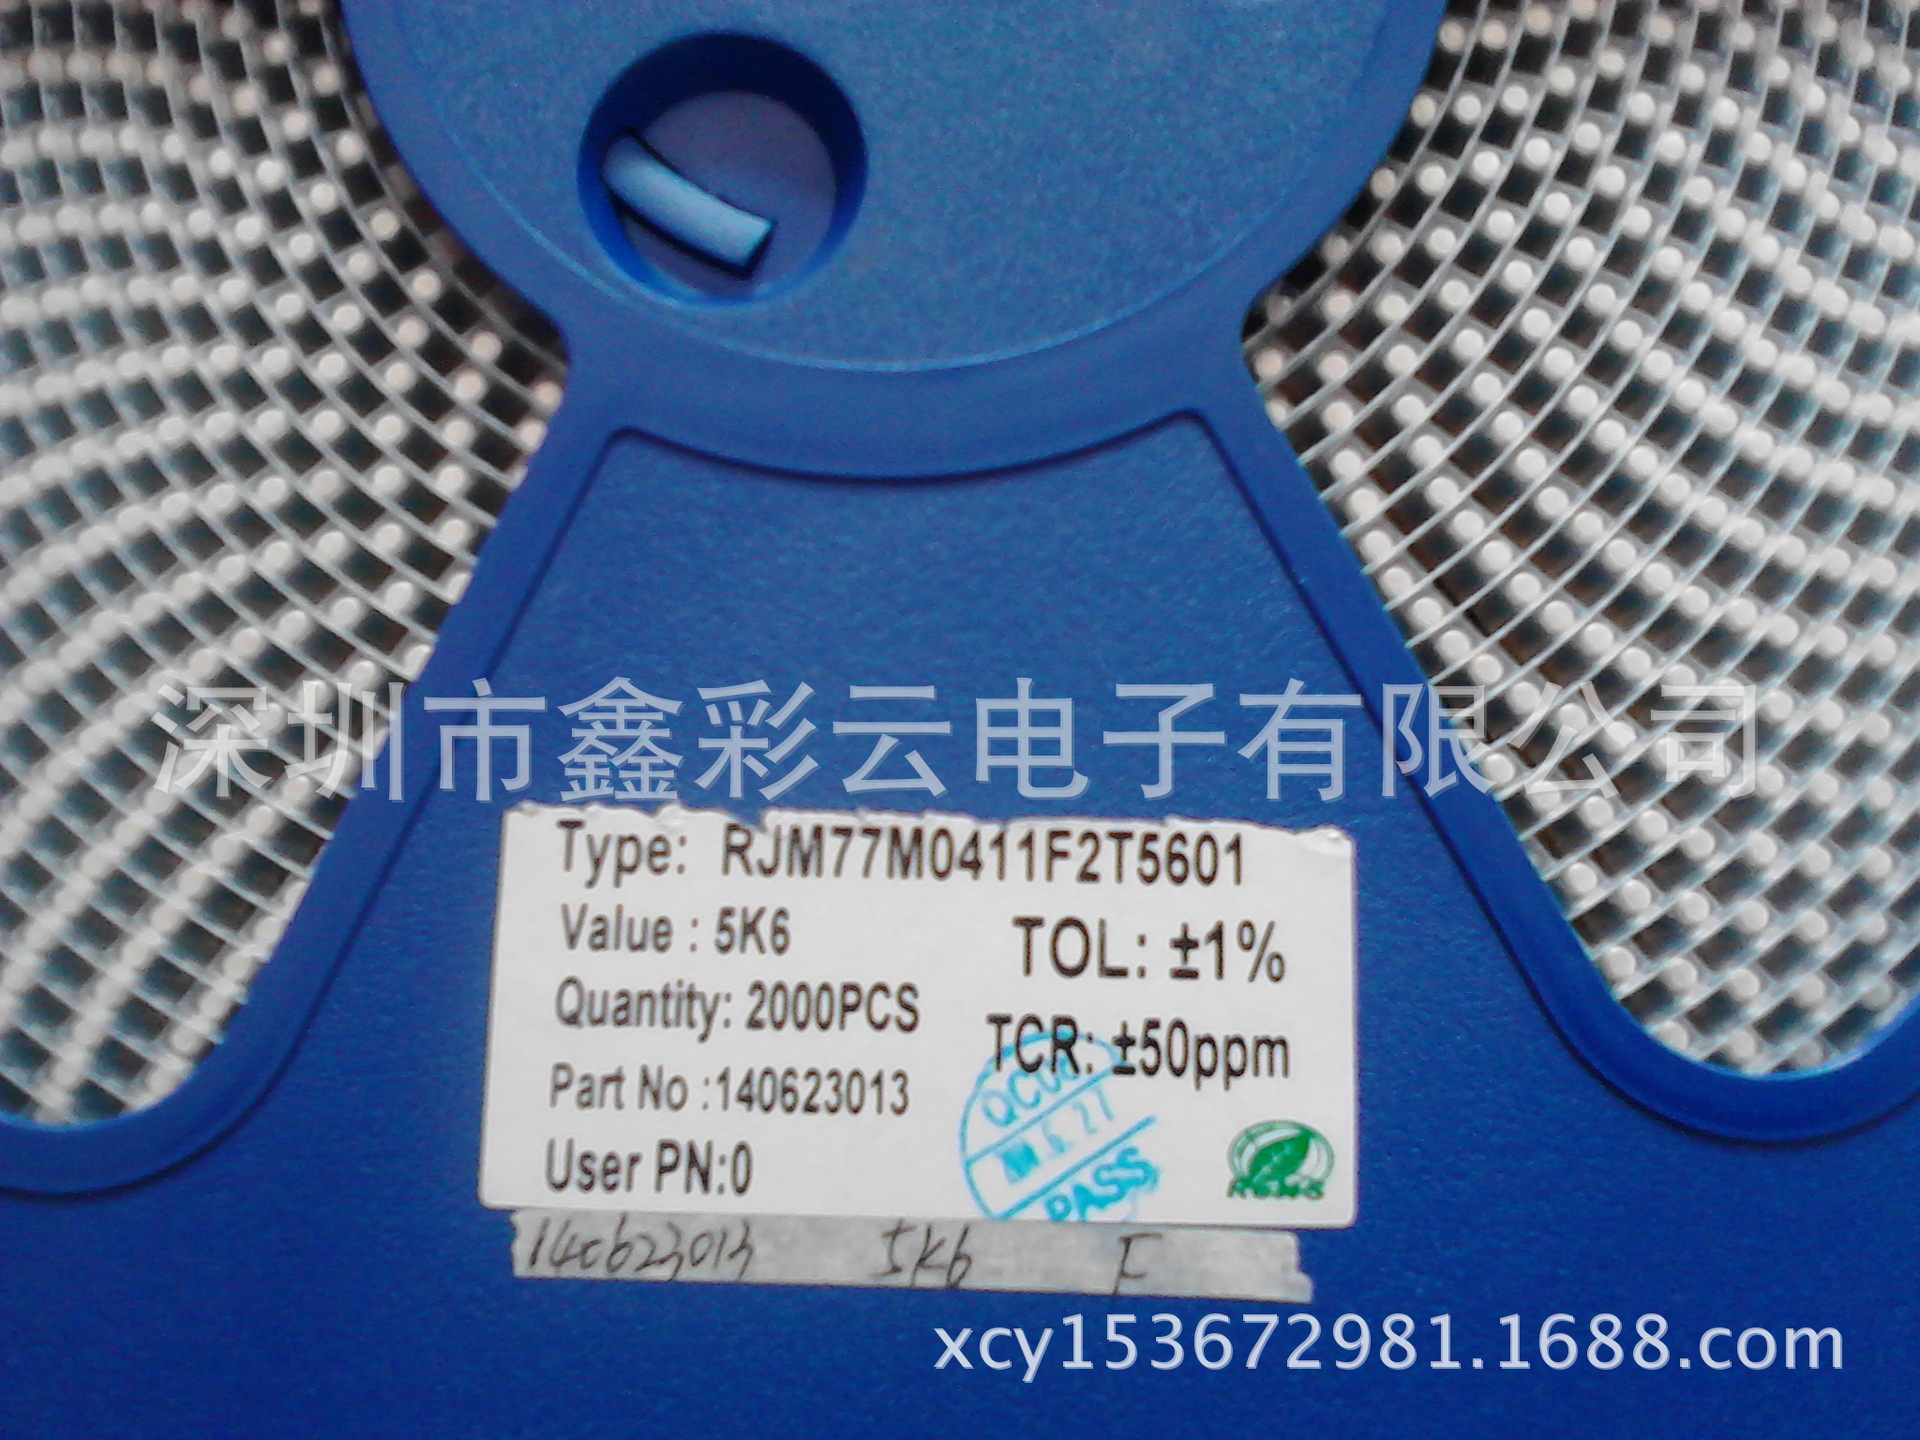 深圳市鑫彩云电子有限公司
Type: RJM77M0411F2T5601
Value : 5K6
TOL: ±1%
Quantity: 2000PCS
TCR: ±50ppm
Part No :140623013
User PN:0
PASS
140623013 5K6 F
xcy153672981.1688.com